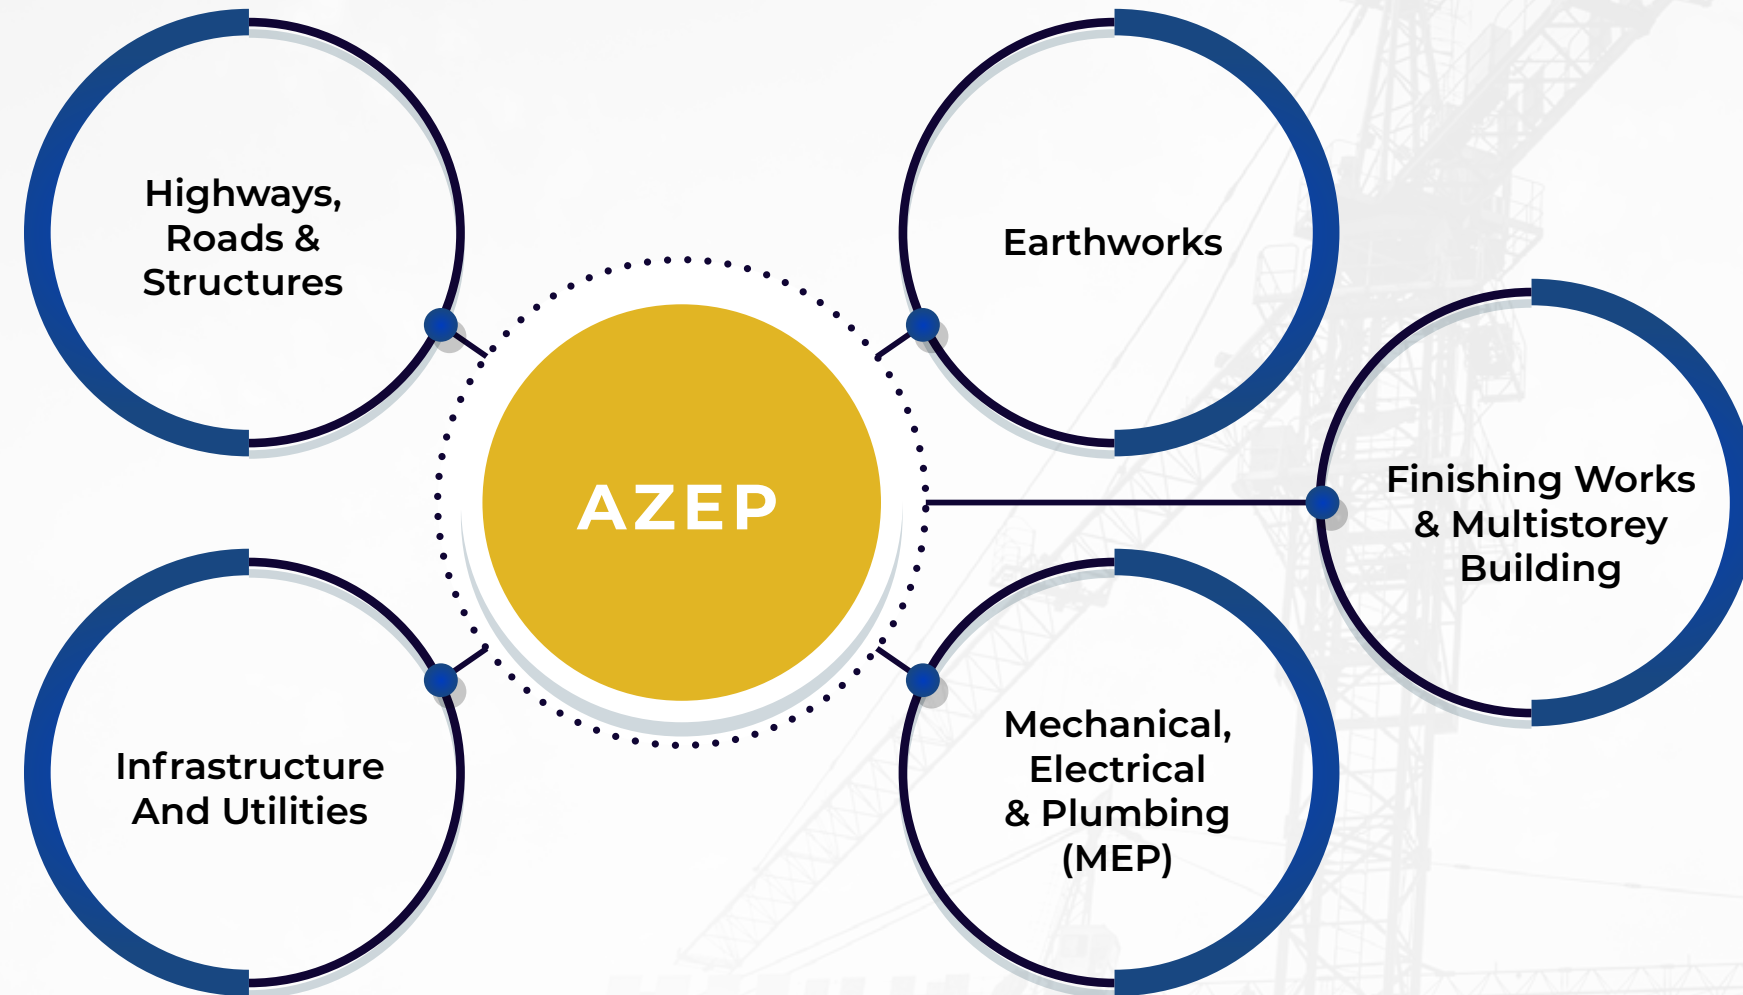 Highways,
Roads &
Structures
Earthworks
AZEP
Finishing Works
& Multistorey
Building
Infrastructure
And Utilities
Mechanical,
Electrical
& Plumbing
(MEP)